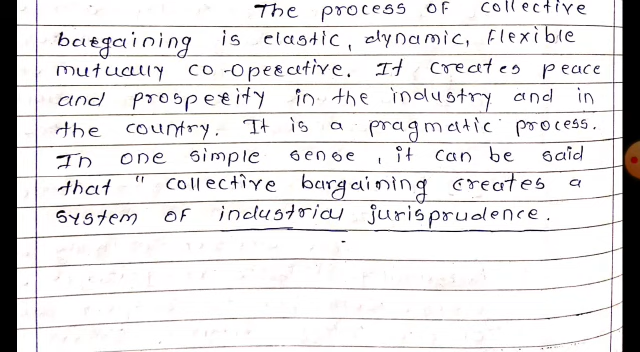 The process of collective
bargaining is elastic, dynamic, flexible
mutually co-operative. It creates peace
and prosperity in the industry and in
the country. It is a pragmatic process.
In one simple sense, it can be said
that " collective bargaining creates a
system of industrial jurisprudence.